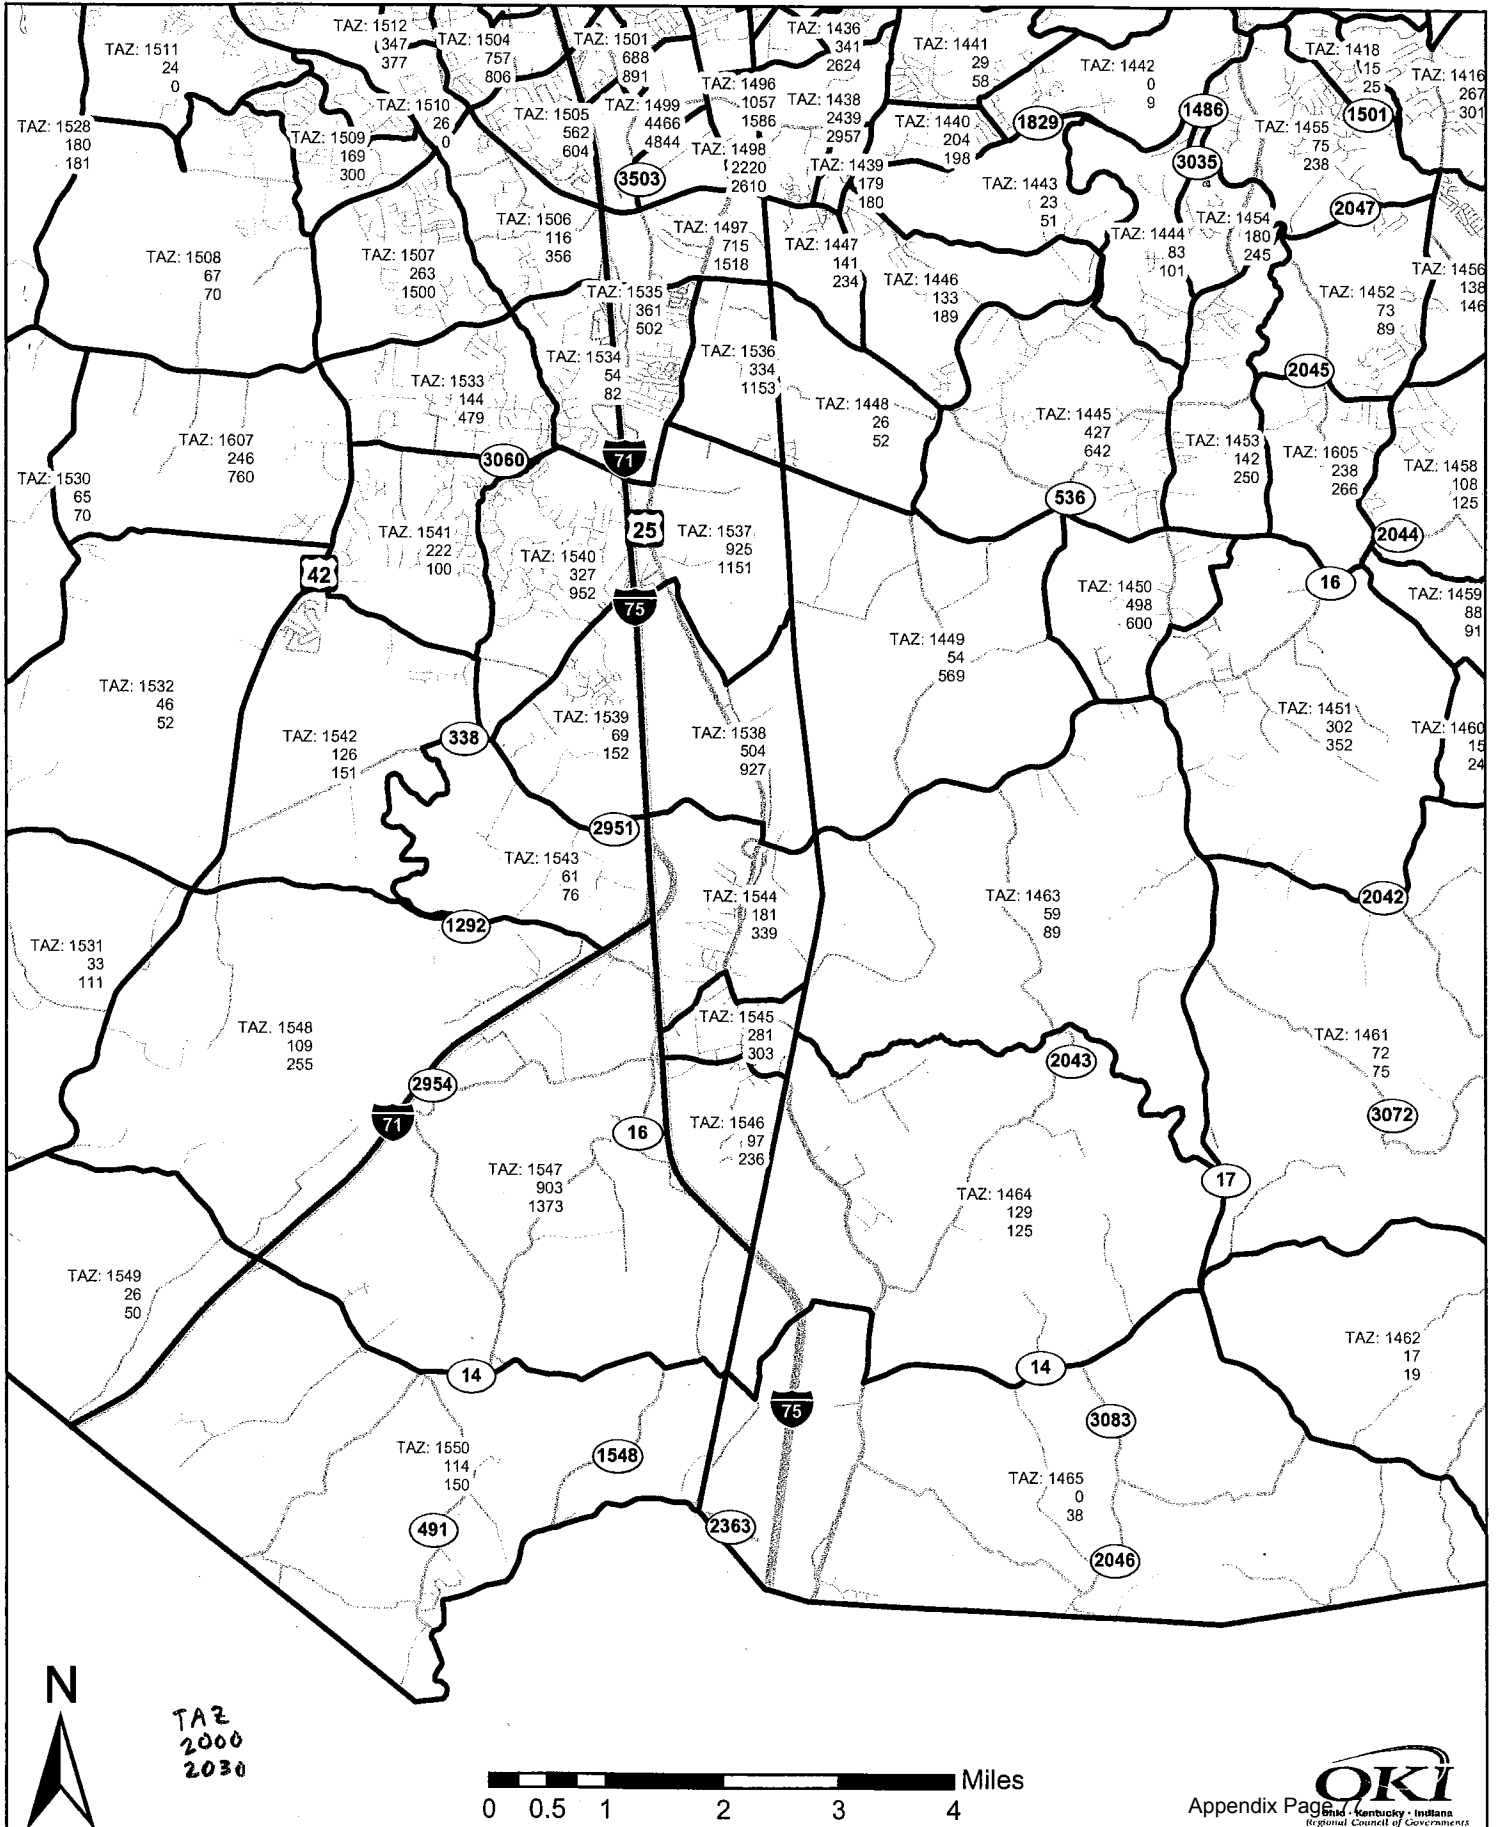 TAZ: 1512
347
377
TAZ: 1504
757
806
TAZ: 1501
688
891
TAZ: 1436
341
2624
TAZ: 1441
29
58
TAZ: 1442
0
9
TAZ: 1418
15
25
TAZ: 1416
267
301
TAZ: 1511
24
0
TAZ: 1510
26
0
TAZ: 1505
562
604
TAZ: 1499
4466
4844
TAZ: 1496
1057
1586
TAZ: 1438
2439
2957
TAZ: 1440
204
198
1829
1486
1501
TAZ: 1528
180
181
TAZ: 1509
169
300
TAZ: 1498
2220
2610
TAZ: 1455
75
238
3503
TAZ: 1439
179
180
3035
TAZ: 1443
23
51
2047
TAZ: 1508
67
70
TAZ: 1507
263
1500
TAZ: 1506
116
356
TAZ: 1497
715
1518
TAZ: 1447
141
234
TAZ: 1444
83
101
TAZ: 1454
180
245
TAZ: 1446
133
189
TAZ: 1456
138
146
TAZ: 1535
361
502
TAZ: 1452
73
89
TAZ: 1534
54
82
TAZ: 1536
334
1153
2045
TAZ: 1533
144
479
TAZ: 1448
26
52
TAZ: 1445
427
642
TAZ: 1607
246
760
3060
71
TAZ: 1453
142
250
TAZ: 1605
238
266
TAZ: 1458
108
125
TAZ: 1530
65
70
536
TAZ: 1541
222
100
25
TAZ: 1537
925
1151
2044
42
TAZ: 1540
327
952
75
TAZ: 1450
498
600
16
TAZ: 1459
88
91
TAZ: 1449
54
569
TAZ: 1532
46
52
TAZ: 1542
126
151
338
TAZ: 1539
69
152
TAZ: 1538
504
927
TAZ: 1451
302
352
TAZ: 1460
15
24
2951
TAZ: 1543
61
76
TAZ: 1544
181
339
TAZ: 1463
59
89
2042
1292
TAZ: 1531
33
111
TAZ: 1548
109
255
TAZ: 1545
281
303
2043
TAZ: 1461
72
75
2954
71
16
TAZ: 1546
97
236
3072
TAZ: 1547
903
1373
TAZ: 1464
129
125
17
TAZ: 1549
26
50
TAZ: 1462
17
19
14
14
75
3083
TAZ: 1550
114
150
1548
TAZ: 1465
0
38
491
2363
2046
N
TAZ
2000
2030
Miles
0 0.5 1 2 3 4
OKI
Appendix Page 77
Ohio • Kentucky • Indiana
Regional Council of Governments